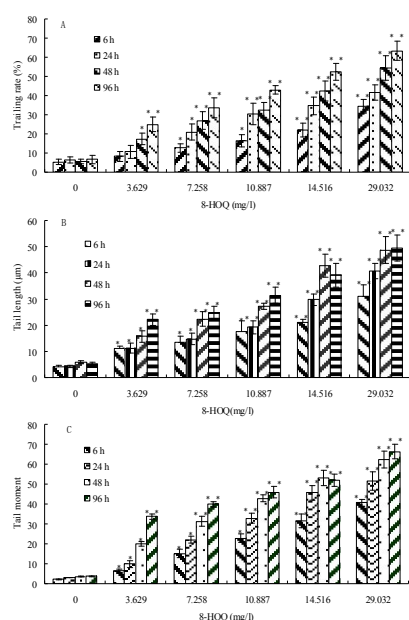 A
80
70
60
50
40
30
20
10
0
Trailing rate (%)
6 h
24 h
48 h
96 h
0 3.629 7.258 10.887 14.516 29.032
8-HOQ (mg/l)
B
60
50
40
30
20
10
0
Tail length (μm)
6 h
24 h
48 h
96 h
0 3.629 7.258 10.887 14.516 29.032
8-HOQ(mg/l)
C
80
70
60
50
40
30
20
10
0
Tail moment
6 h
24 h
48 h
96 h
0 3.629 7.258 10.887 14.516 29.032
8-HOQ (mg/l)